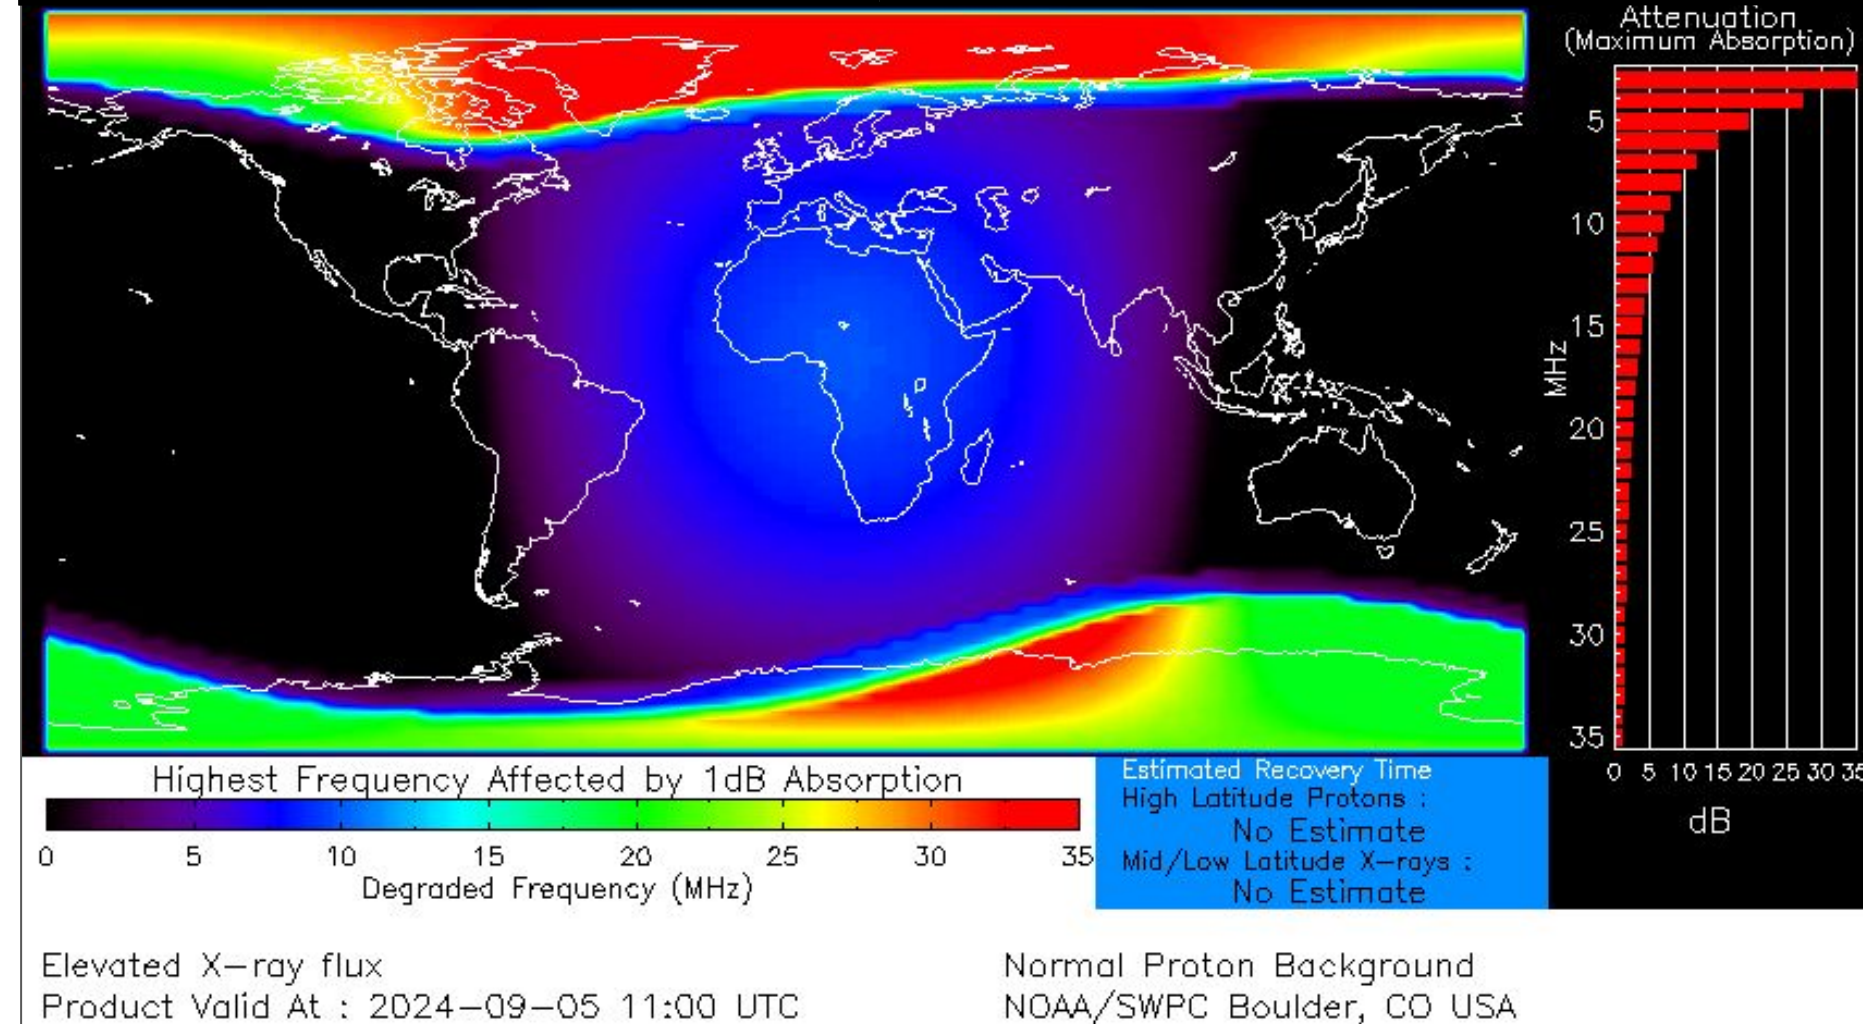 Attenuation
(Maximum Absorption)
5
10
15
20
25
30
35
MHz
0 5 10 15 20 25 30 35
dB
Highest Frequency Affected by 1dB Absorption
0 5 10 15 20 25 30 35
Degraded Frequency (MHz)
Estimated Recovery Time
High Latitude Protons :
No Estimate
Mid/Low Latitude X-rays :
No Estimate
Elevated X-ray flux
Normal Proton Background
Product Valid At : 2024-09-05 11:00 UTC
NOAA/SWPC Boulder, CO USA